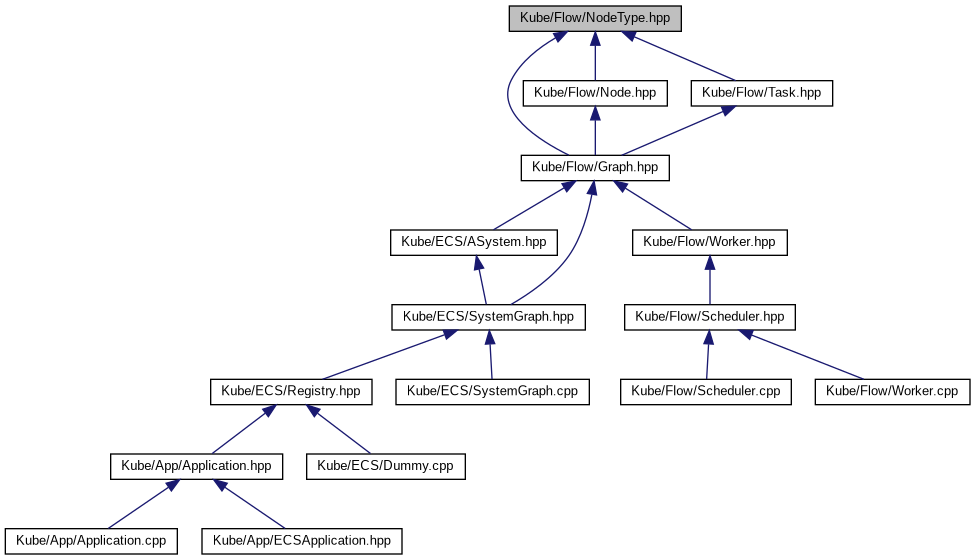 Kube/Flow/NodeType.hpp
Kube/Flow/Node.hpp
Kube/Flow/Task.hpp
Kube/Flow/Graph.hpp
Kube/ECS/ASystem.hpp
Kube/Flow/Worker.hpp
Kube/ECS/SystemGraph.hpp
Kube/Flow/Scheduler.hpp
Kube/ECS/Registry.hpp
Kube/ECS/SystemGraph.cpp
Kube/Flow/Scheduler.cpp
Kube/Flow/Worker.cpp
Kube/App/Application.hpp
Kube/ECS/Dummy.cpp
Kube/App/Application.cpp
Kube/App/ECSApplication.hpp